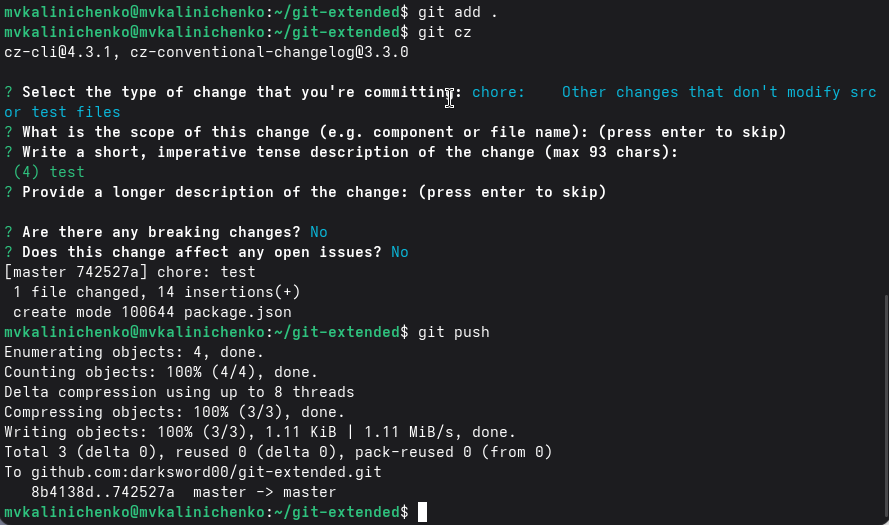 mvkalinichenko@mvkalinichenko:~/git-extended$ git add .
mvkalinichenko@mvkalinichenko:~/git-extended$ git cz
cz-cli@4.3.1, cz-conventional-changelog@3.3.0
? Select the type of change that you're committing: chore:    Other changes that don't modify src
or test files
? What is the scope of this change (e.g. component or file name): (press enter to skip)
? Write a short, imperative tense description of the change (max 93 chars):
 (4) test
? Provide a longer description of the change: (press enter to skip)
? Are there any breaking changes? No
? Does this change affect any open issues? No
[master 742527a] chore: test
 1 file changed, 14 insertions(+)
 create mode 100644 package.json
mvkalinichenko@mvkalinichenko:~/git-extended$ git push
Enumerating objects: 4, done.
Counting objects: 100% (4/4), done.
Delta compression using up to 8 threads
Compressing objects: 100% (3/3), done.
Writing objects: 100% (3/3), 1.11 KiB | 1.11 MiB/s, done.
Total 3 (delta 0), reused 0 (delta 0), pack-reused 0 (from 0)
To github.com:darksword00/git-extended.git
   8b4138d..742527a  master -> master
mvkalinichenko@mvkalinichenko:~/git-extended$